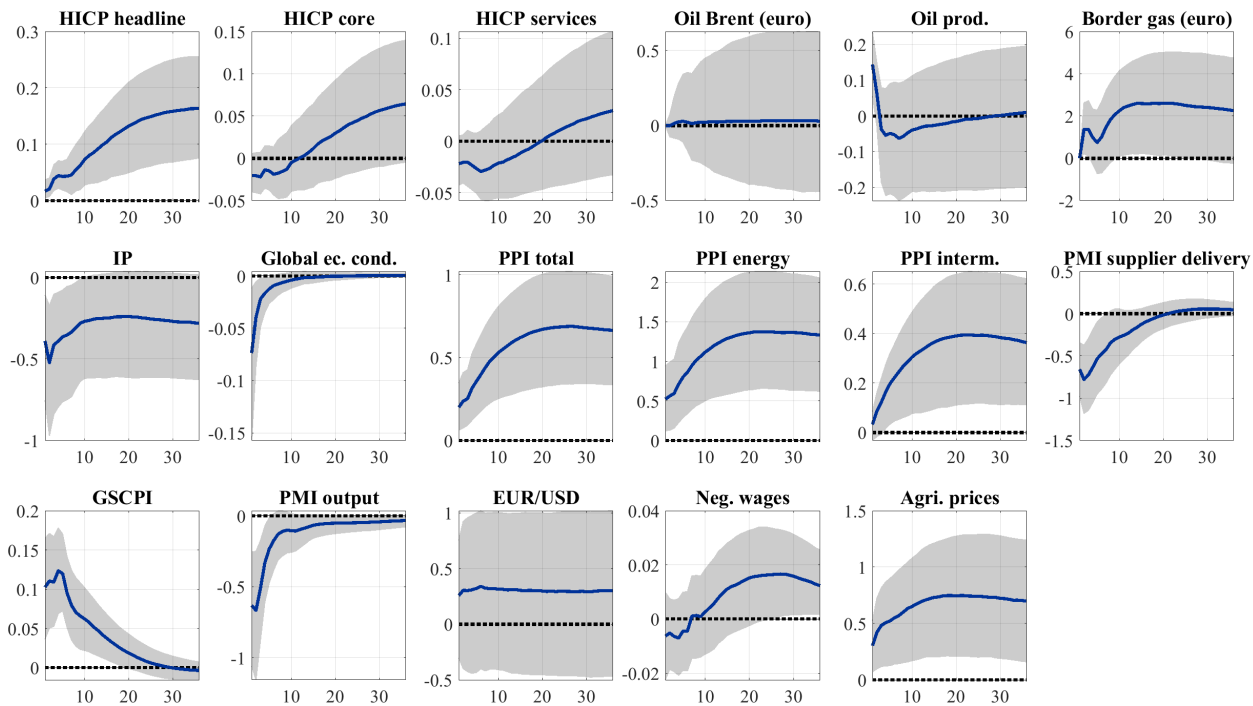 HICP headline HICP core HICP services Oil Brent (euro) Oil prod. Border gas (euro)
0.3 0.15 0.1 0.5 0.2 6
0.2 0.1 0.05 0 0.1 4
0.1 0.05 0 -0.5 0 2
0 0 -0.05 -0.1 0
-0.05 -0.2 -2
10 20 30 10 20 30 10 20 30 10 20 30 10 20 30 10 20 30
IP Global ec. cond. PPI total PPI energy PPI interm. PMI supplier delivery
0 0 1 2 0.6 0.5
-0.5 -0.05 0.5 1.5 0.4 0
-1 -0.1 0 1 0.2 -0.5
-0.15 0.5 0 -1
0 -1.5
10 20 30 10 20 30 10 20 30 10 20 30 10 20 30 10 20 30
GSCPI PMI output EUR/USD Neg. wages Agri. prices
0.2 0 1 0.04 1.5
0.15 -0.5 0.5 0.02 1
0.1 -1 0 0 0.5
0.05 -0.5 -0.02 0
0
10 20 30 10 20 30 10 20 30 10 20 30 10 20 30